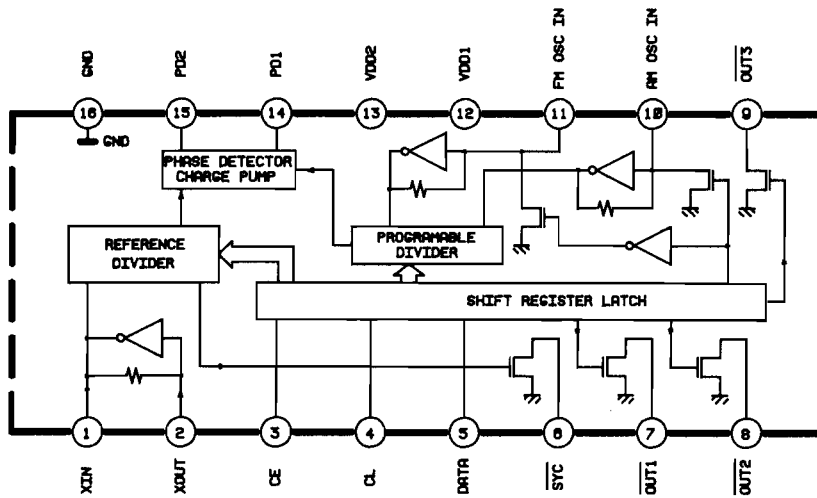 GND
PD2
PD1
VDD2
VDD1
FM OSC IN
AM OSC IN
OUT3
16
15
14
13
12
11
10
9
GND
PHASE DETECTOR
CHARGE PUMP
REFERENCE
DIVIDER
PROGRAMABLE
DIVIDER
SHIFT REGISTER LATCH
1
2
3
4
5
6
7
8
XIN
XOUT
CE
CL
DATA
SYC
OUT1
OUT2